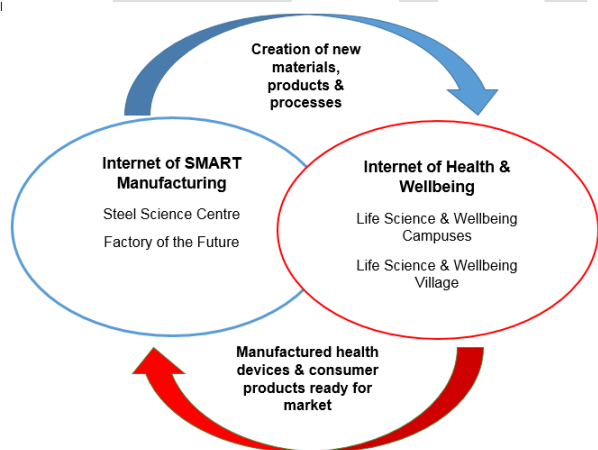 Creation of new
materials,
products &
processes
Internet of SMART
Manufacturing
Steel Science Centre
Factory of the Future
Internet of Health &
Wellbeing
Life Science & Wellbeing
Campuses
Life Science & Wellbeing
Village
Manufactured health
devices & consumer
products ready for
market